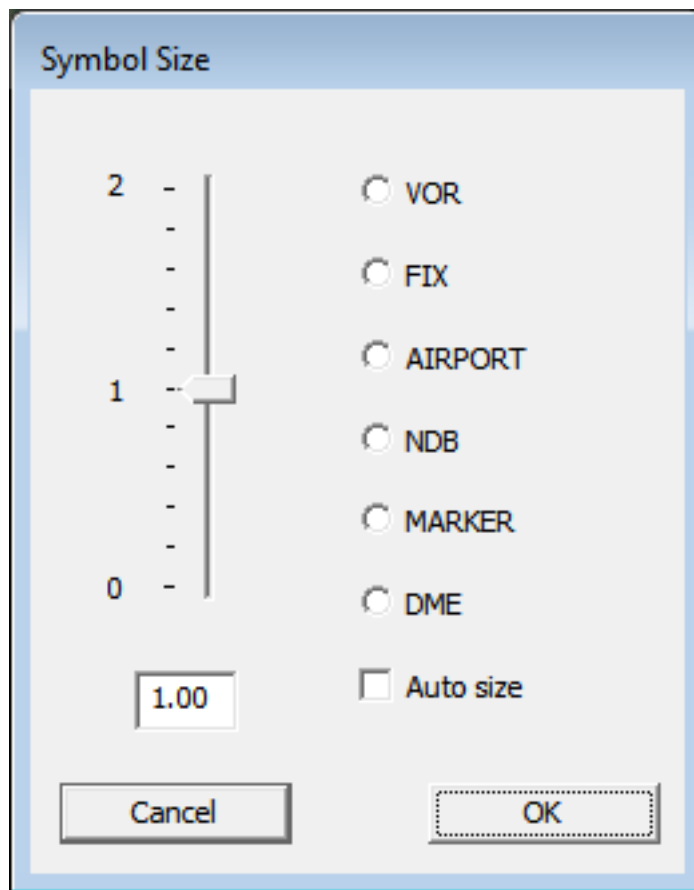 Symbol Size
2
VOR
FIX
AIRPORT
1
NDB
MARKER
0
DME
1.00
Auto size
Cancel
OK